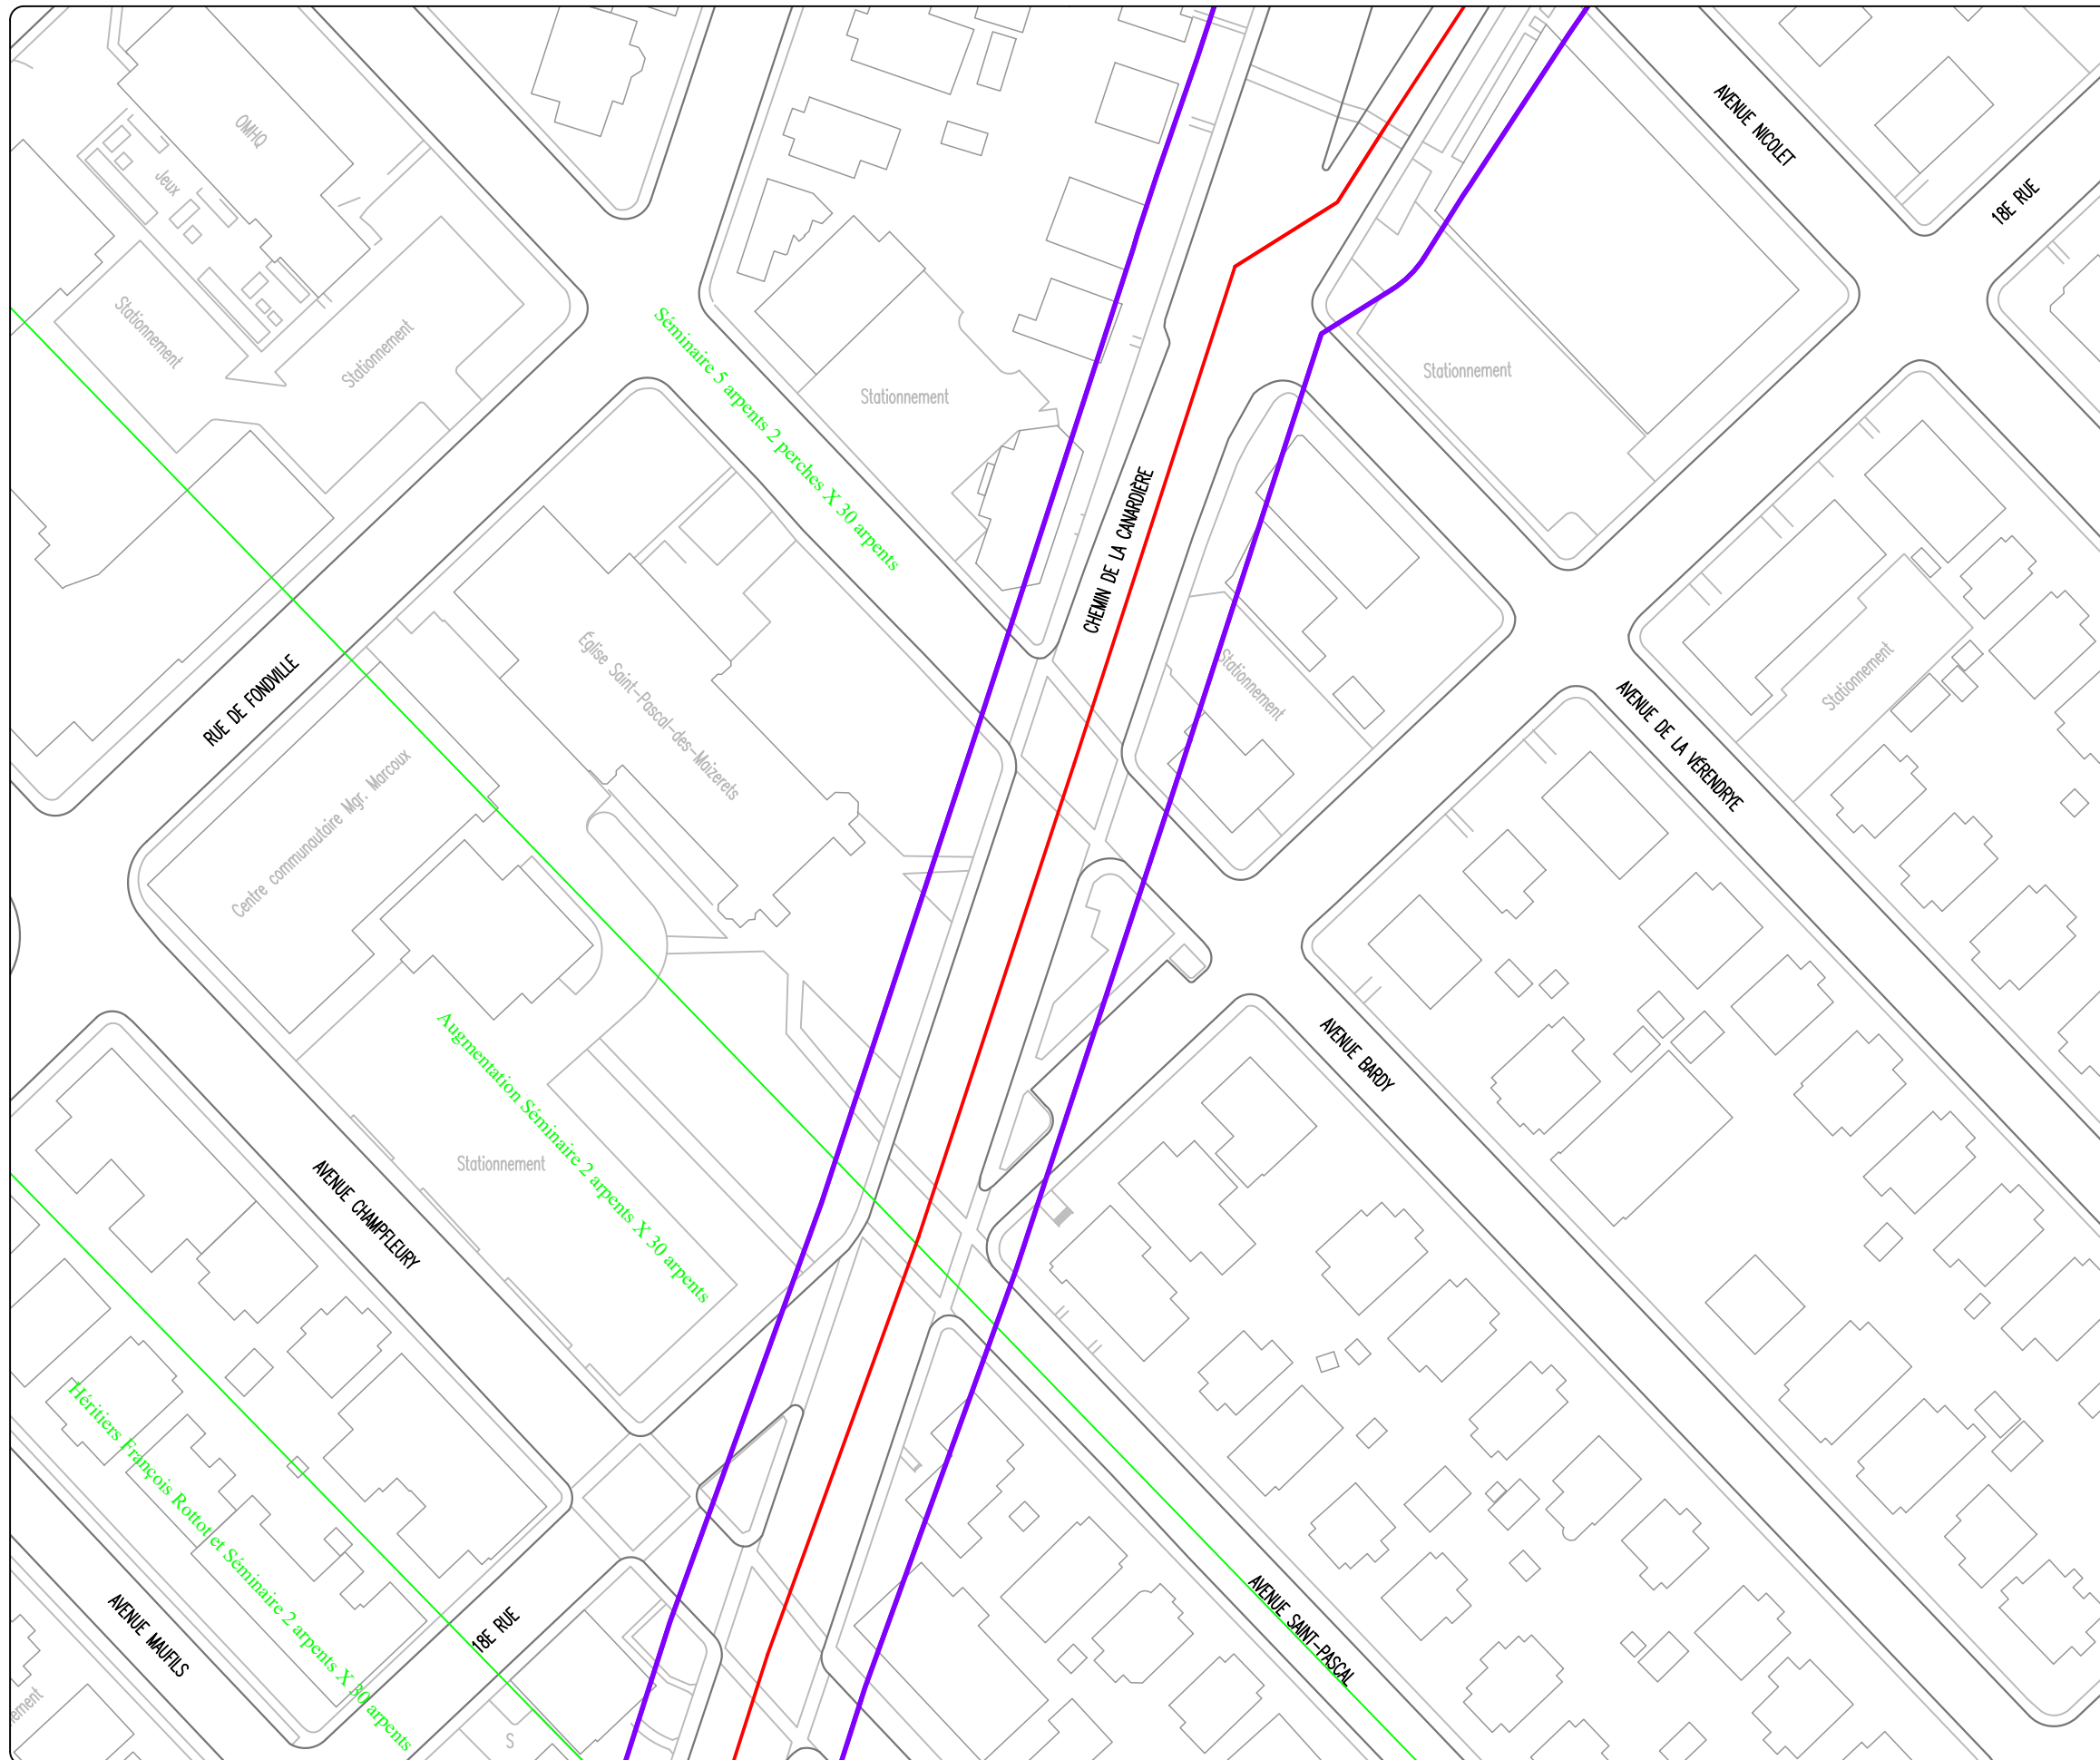 AVENUE NICOLET
OMHQ
Jeux
18E RUE
Stationnement
Stationnement
Séminaire 5 arpents 2 perches X 30 arpents
Stationnement
Stationnement
CHEMIN DE LA CANARDIÈRE
RUE DE FONDVILLE
Église Saint-Pascal-des-Maizerets
Stationnement
Stationnement
AVENUE DE LA VÉRENDRYE
Centre communautaire Mgr. Marcoux
Augmentation Séminaire 2 arpents X 30 arpents
AVENUE BARDY
Stationnement
AVENUE CHAMPFLEURY
Héritiers François Rottot et Séminaire 2 arpents X 30 arpents
AVENUE MAUFILS
18E RUE
AVENUE SAINT-PASCAL
ement
S